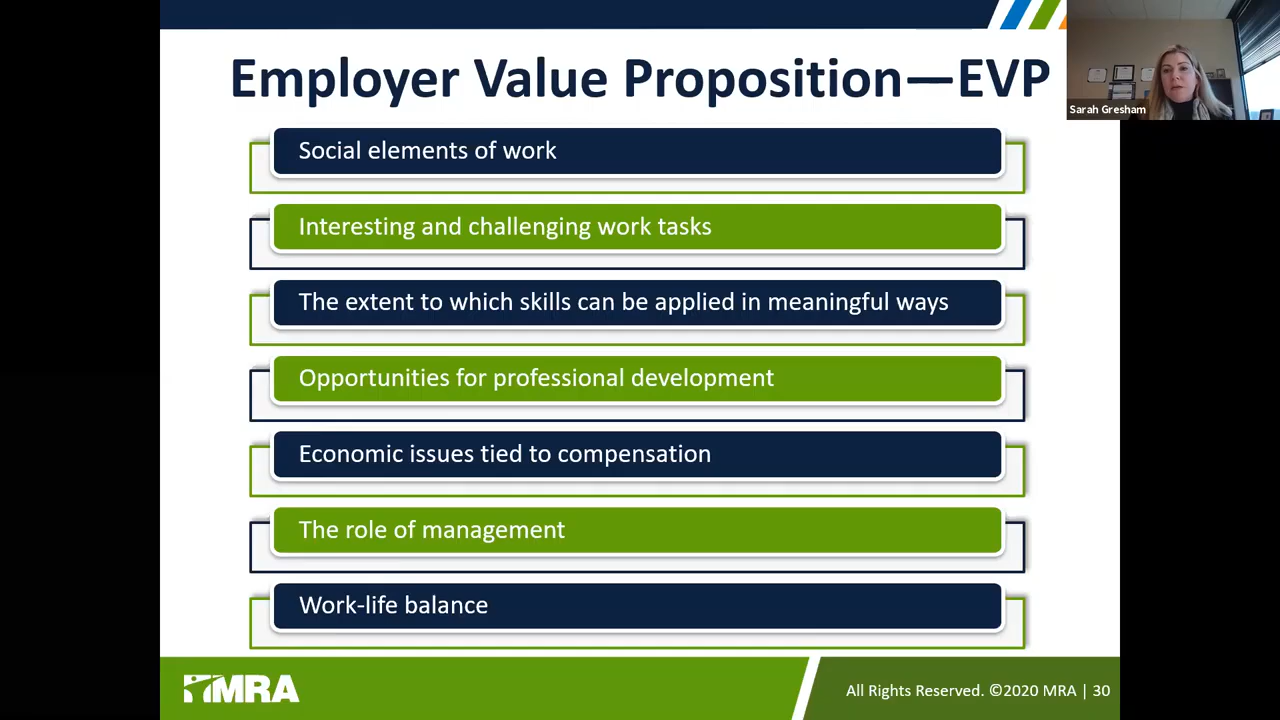 Employer Value Proposition—EVP
Sarah Gresham
Social elements of work
Interesting and challenging work tasks
The extent to which skills can be applied in meaningful ways
Opportunities for professional development
Economic issues tied to compensation
The role of management
Work-life balance
MRA
All Rights Reserved. ©2020 MRA | 30